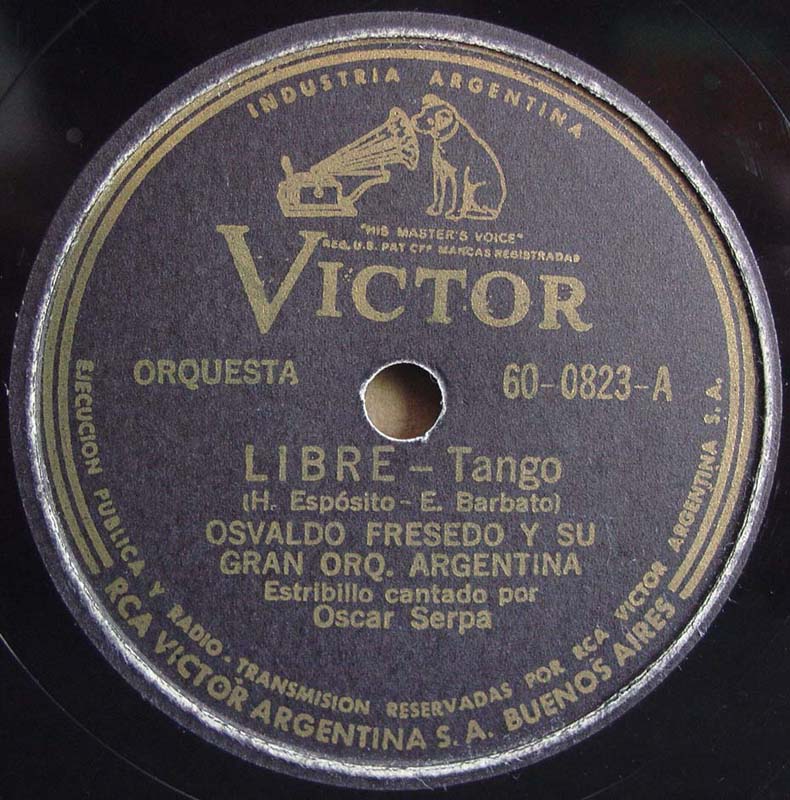 INDUSTRIA ARGENTINA
"HIS MASTER'S VOICE"
REG. U.S. PAT OFF MARCAS REGISTRADAS
VICTOR
ORQUESTA
60-0823-A
LIBRE – Tango
(H. Espósito - E. Barbato)
OSVALDO FRESEDO Y SU
GRAN ORQ. ARGENTINA
Estribillo cantado por
Oscar Serpa
EJECUCION PUBLICA Y RADIO-TRANSMISIÓN RESERVADAS POR RCA VICTOR ARGENTINA S.A.
RCA VICTOR ARGENTINA S. A. BUENOS AIRES